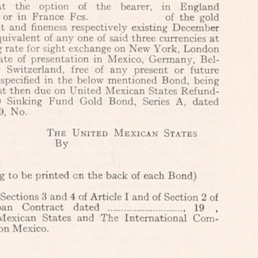 at the option of the bearer, in England
or in France Fcs. of the gold
t and fineness respectively existing December
quivalent of any one of said three currencies at
g rate for sight exchange on New York, London
ate of presentation in Mexico, Germany, Bel-
Switzerland, free of any present or future
specified in the below mentioned Bond, being
st then due on United Mexican States Refund-
Sinking Fund Gold Bond, Series A, dated
9, No.
THE UNITED MEXICAN STATES
By
g to be printed on the back of each Bond)
Sections 3 and 4 of Article I and of Section 2 of
an Contract dated ...................., 19 ,
Mexican States and The International Com-
on Mexico.